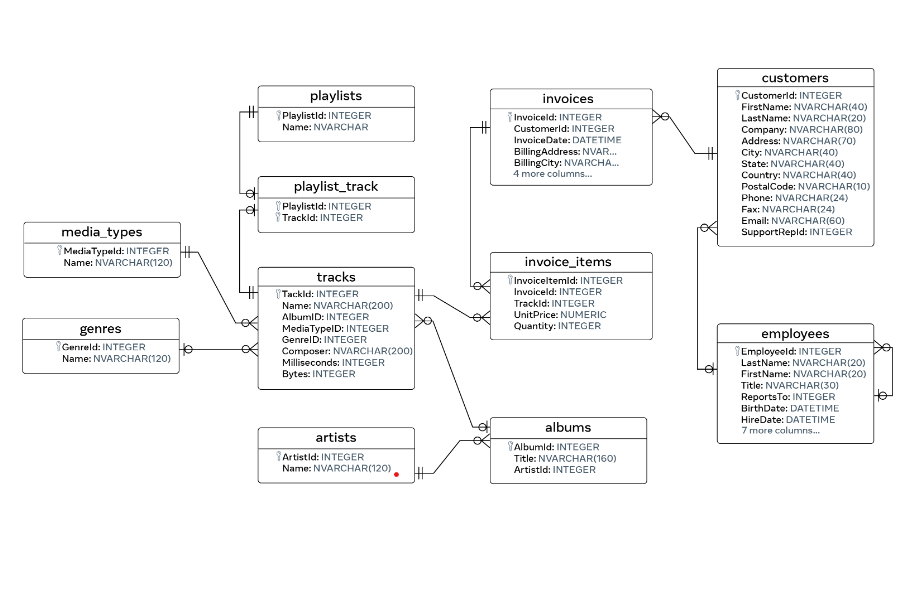 playlists
PlaylistId: INTEGER
Name: NVARCHAR
playlist_track
PlaylistId: INTEGER
TrackId: INTEGER
media_types
MediaTypeId: INTEGER
Name: NVARCHAR(120)
genres
GenreId: INTEGER
Name: NVARCHAR(120)
tracks
TackId: INTEGER
Name: NVARCHAR(200)
AlbumID: INTEGER
MediaTypeID: INTEGER
GenreID: INTEGER
Composer: NVARCHAR(200)
Milliseconds: INTEGER
Bytes: INTEGER
artists
ArtistId: INTEGER
Name: NVARCHAR(120)
invoices
InvoiceId: INTEGER
CustomerId: INTEGER
InvoiceDate: DATETIME
BillingAddress: NVAR...
BillingCity: NVARCHA...
4 more columns...
invoice_items
InvoiceItemId: INTEGER
InvoiceId: INTEGER
TrackId: INTEGER
UnitPrice: NUMERIC
Quantity: INTEGER
albums
AlbumId: INTEGER
Title: NVARCHAR(160)
ArtistId: INTEGER
customers
CustomerId: INTEGER
FirstName: NVARCHAR(40)
LastName: NVARCHAR(20)
Company: NVARCHAR(80)
Address: NVARCHAR(70)
City: NVARCHAR(40)
State: NVARCHAR(40)
Country: NVARCHAR(40)
PostalCode: NVARCHAR(10)
Phone: NVARCHAR(24)
Fax: NVARCHAR(24)
Email: NVARCHAR(60)
SupportRepId: INTEGER
employees
EmployeeId: INTEGER
LastName: NVARCHAR(20)
FirstName: NVARCHAR(20)
Title: NVARCHAR(30)
ReportsTo: INTEGER
BirthDate: DATETIME
HireDate: DATETIME
7 more columns...